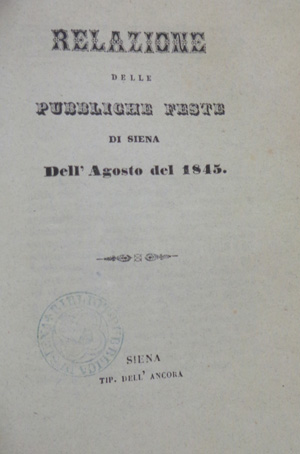 RELAZIONE
DELLE
PUBBLICHE FESTE
DI SIENA
Dell' Agosto del 1845.
SIENA
TIP. DELL' ANCORA